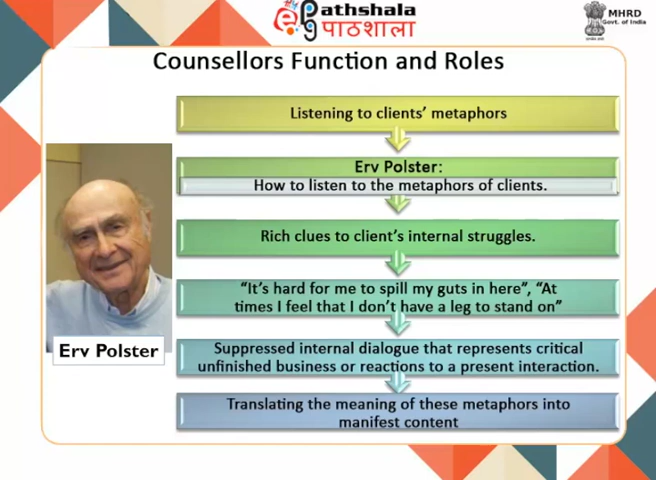 ePathshala
पाठशाला
MHRD
Govt. of India
Counsellors Function and Roles
Listening to clients’ metaphors
Erv Polster:
How to listen to the metaphors of clients.
Rich clues to client’s internal struggles.
“It’s hard for me to spill my guts in here”, “At
times I feel that I don’t have a leg to stand on”
Erv Polster
Suppressed internal dialogue that represents critical
unfinished business or reactions to a present interaction.
Translating the meaning of these metaphors into
manifest content